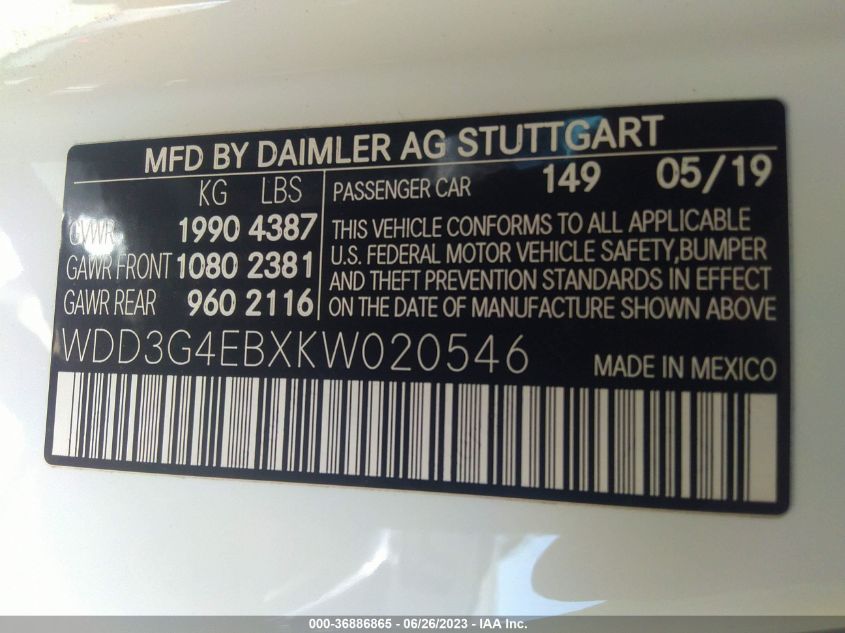 MFD BY DAIMLER AG STUTTGART
KG LBS
PASSENGER CAR 149 05/19
GVWR 1990 4387
GAWR FRONT 1080 2381
GAWR REAR 960 2116
THIS VEHICLE CONFORMS TO ALL APPLICABLE
U.S. FEDERAL MOTOR VEHICLE SAFETY,BUMPER
AND THEFT PREVENTION STANDARDS IN EFFECT
ON THE DATE OF MANUFACTURE SHOWN ABOVE
WDD3G4EBXKW020546
MADE IN MEXICO
000-36886865 - 06/26/2023 - IAA Inc.